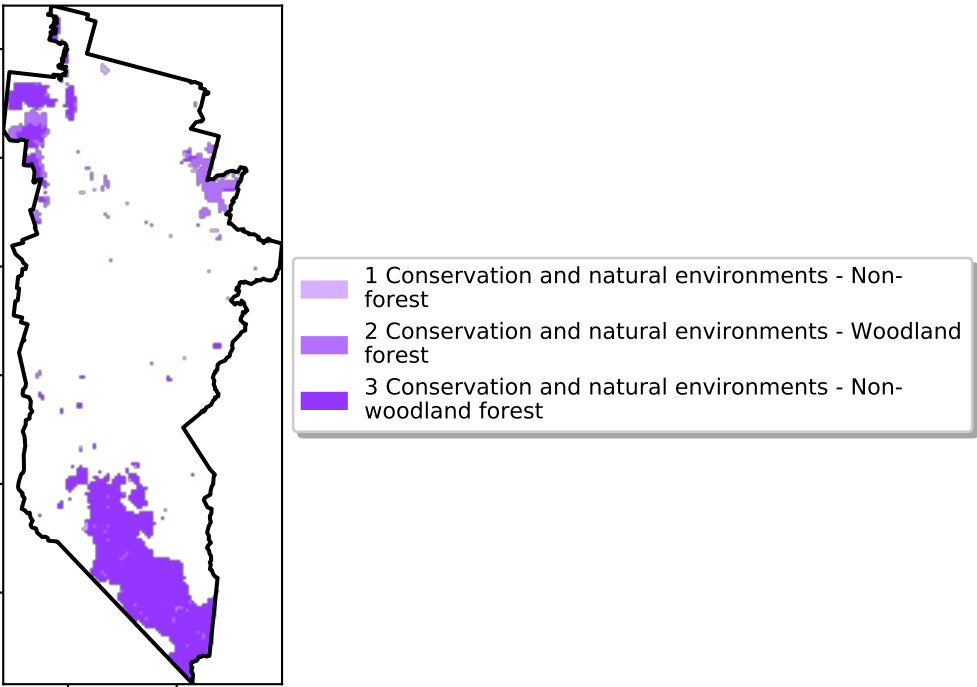 1 Conservation and natural environments - Non-
forest
2 Conservation and natural environments - Woodland
forest
3 Conservation and natural environments - Non-
woodland forest